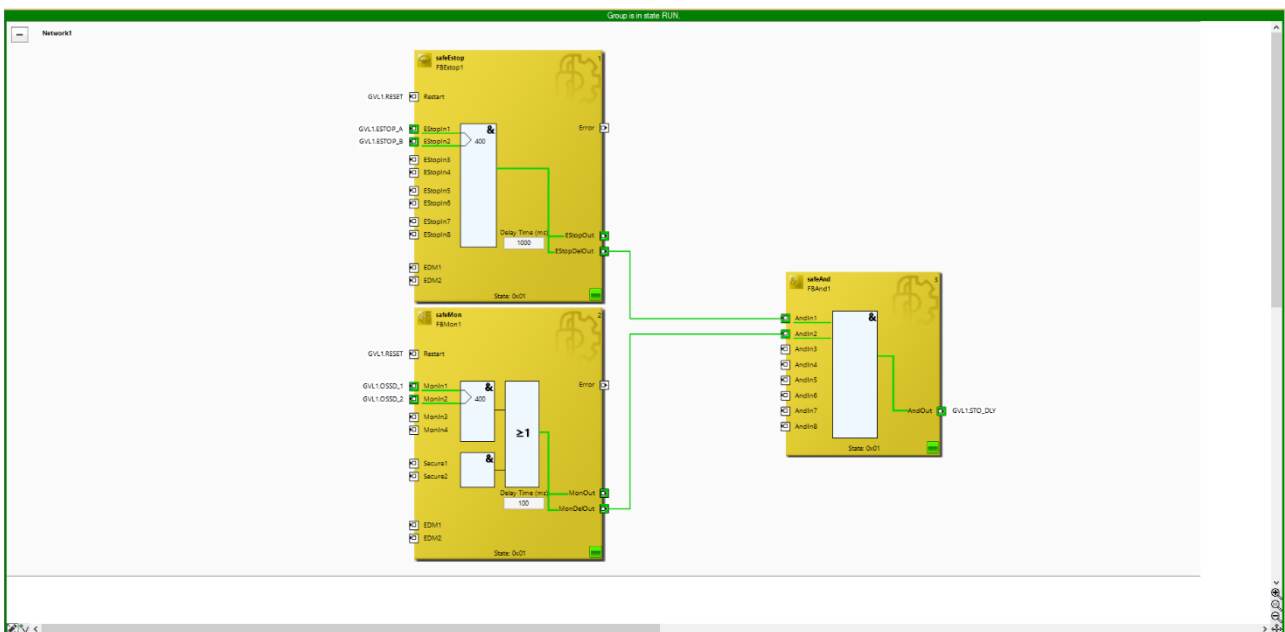 Group is in state RUN.
Network1
safeEstop
FBEstop1
1
GVL1.RESET Restart
GVL1.ESTOP_A EStopIn1 & Error
GVL1.ESTOP_B EStopIn2 400
EStopIn3
EStopIn4
EStopIn5
EStopIn6
EStopIn7
EStopIn8 Delay Time (ms) EStopOut
1000
EStopDelOut
EDM1
EDM2
State: 0x01
safeMon
FBMon1
2
GVL1.RESET Restart
GVL1.OSSD_1 MonIn1 & Error
GVL1.OSSD_2 MonIn2 400
MonIn3
MonIn4
≥1
Secure1 &
Secure2
Delay Time (ms) MonOut
100
MonDelOut
EDM1
EDM2
State: 0x01
safeAnd
FBAnd1
3
AndIn1 &
AndIn2
AndIn3
AndIn4
AndIn5
AndIn6
AndIn7 AndOut GVL1.STO_DLY
AndIn8
State: 0x01